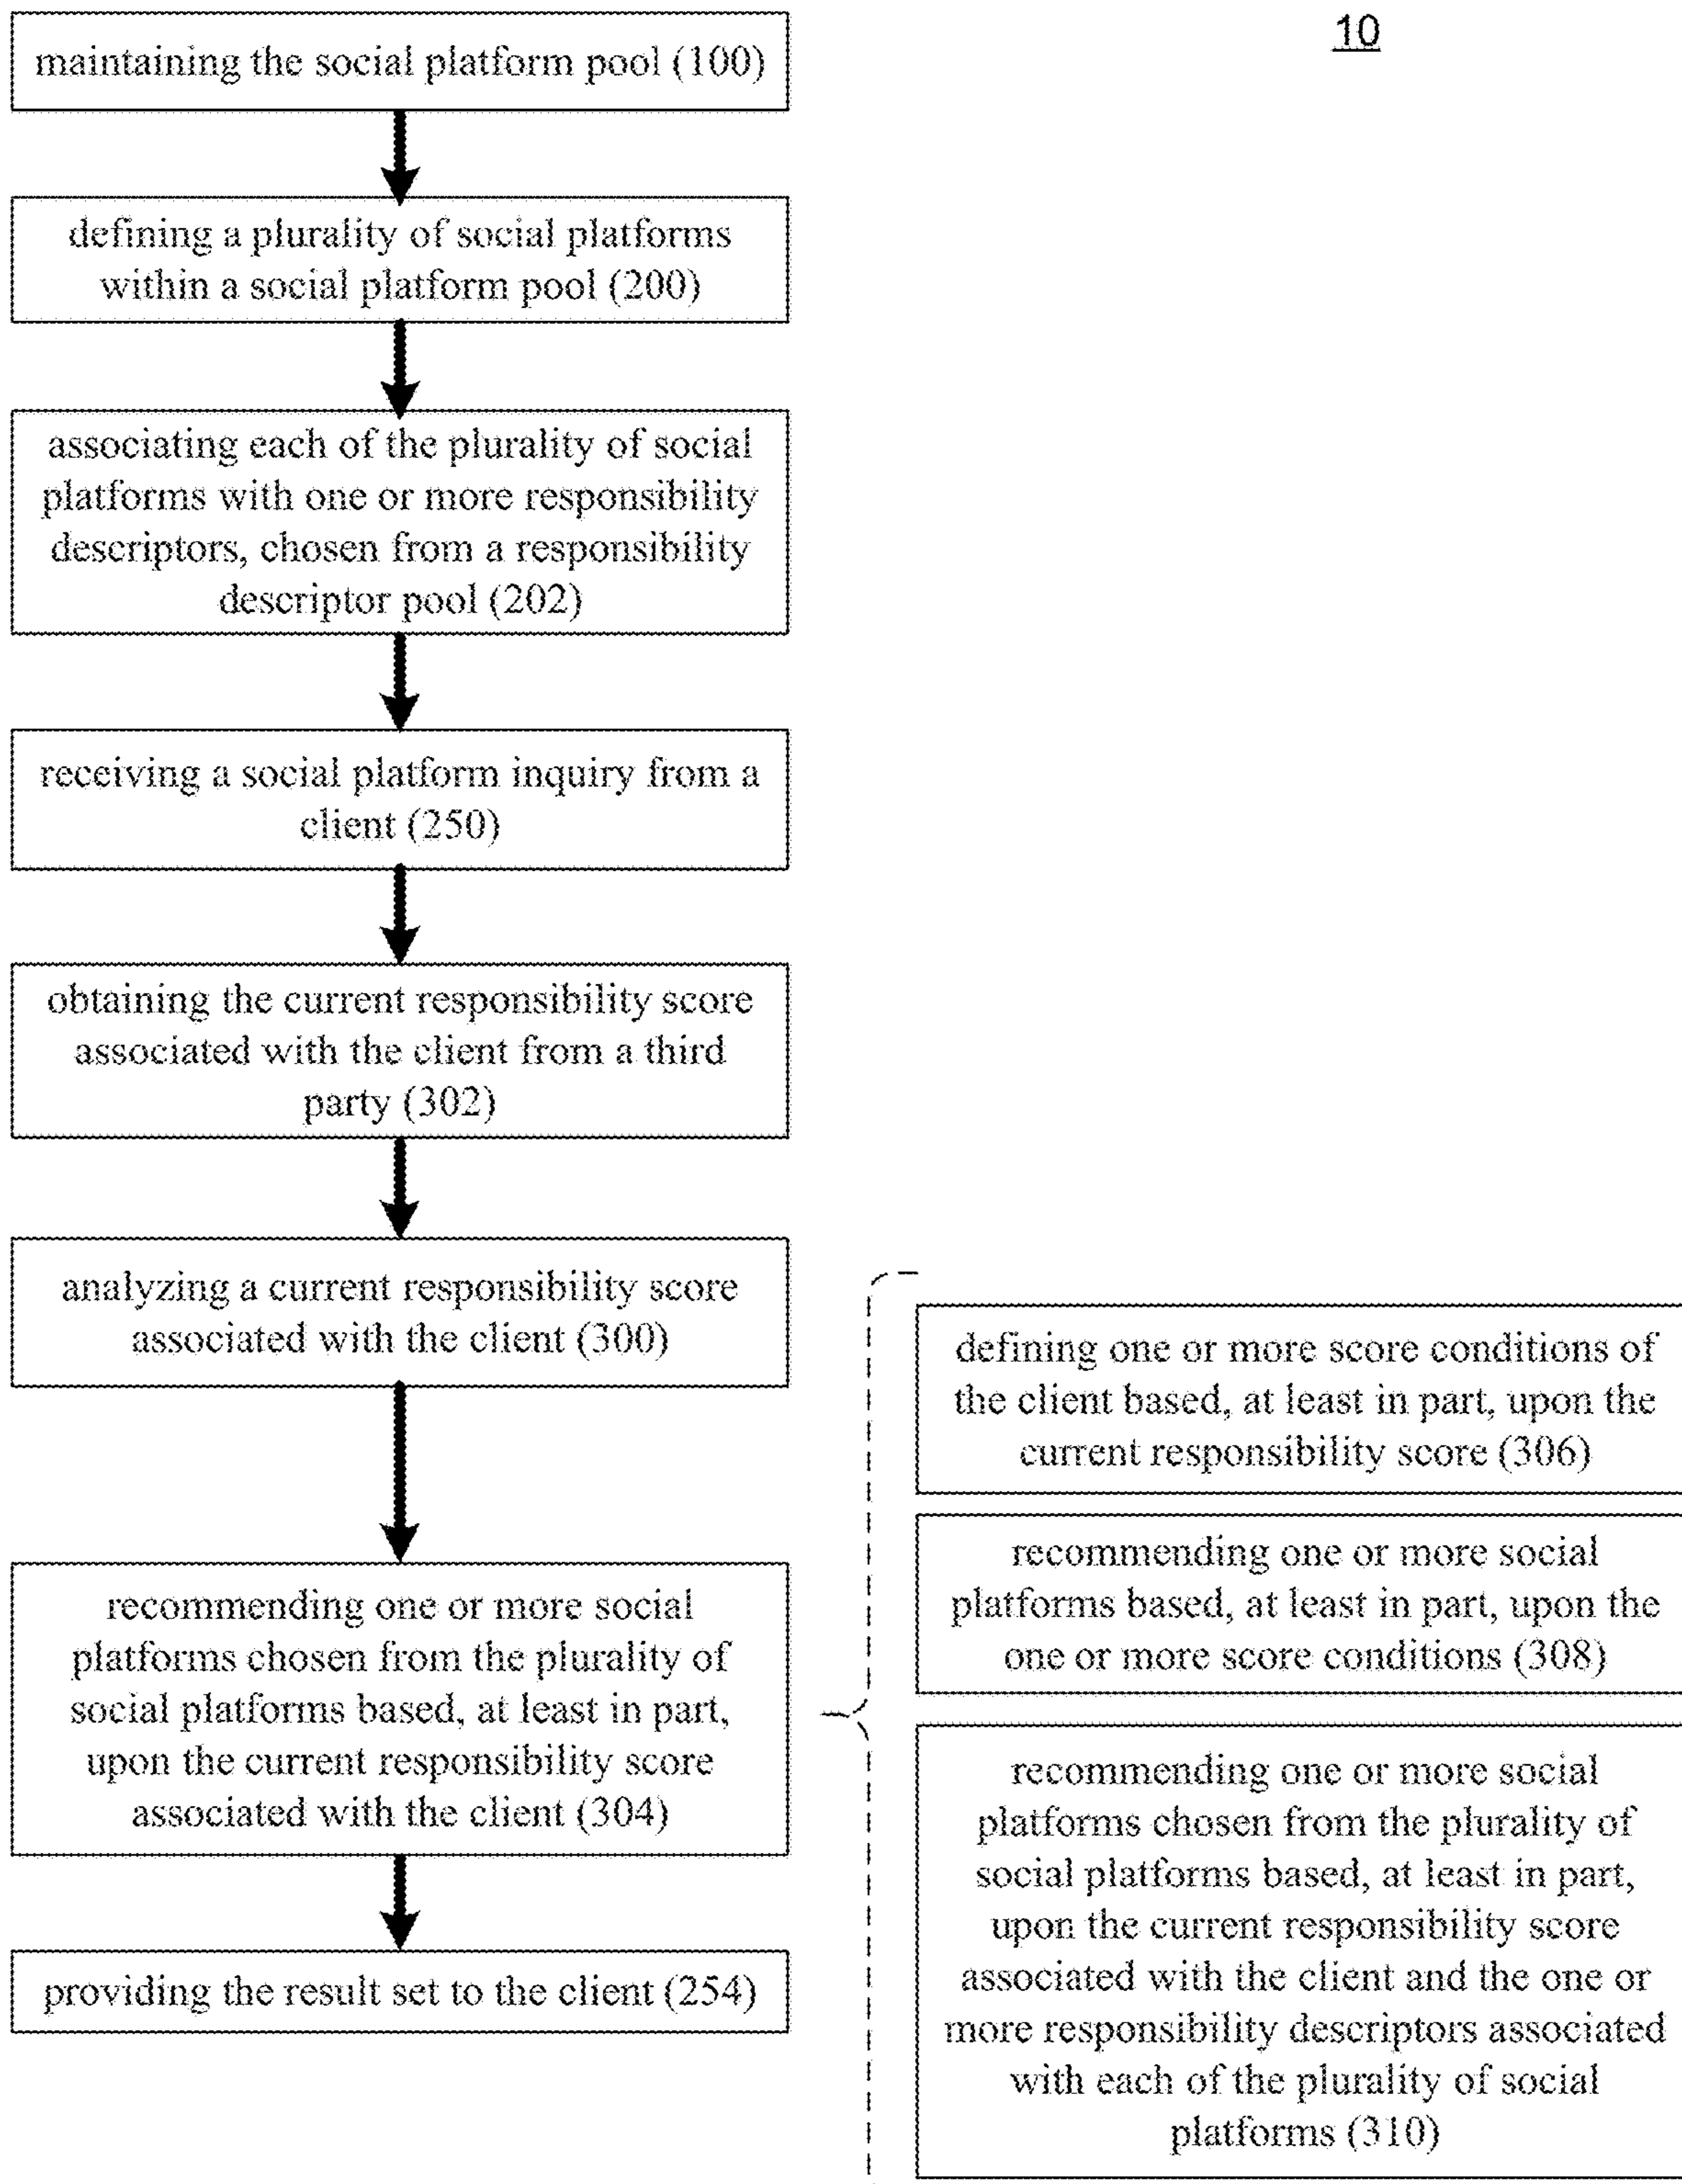 10
maintaining the social platform pool (100)
defining a plurality of social platforms
within a social platform pool (200)
associating each of the plurality of social
platforms with one or more responsibility
descriptors, chosen from a responsibility
descriptor pool (202)
receiving a social platform inquiry from a
client (250)
obtaining the current responsibility score
associated with the client from a third
party (302)
analyzing a current responsibility score
associated with the client (300)
recommending one or more social
platforms chosen from the plurality of
social platforms based, at least in part,
upon the current responsibility score
associated with the client (304)
providing the result set to the client (254)
defining one or more score conditions of
the client based, at least in part, upon the
current responsibility score (306)
recommending one or more social
platforms based, at least in part, upon the
one or more score conditions (308)
recommending one or more social
platforms chosen from the plurality of
social platforms based, at least in part,
upon the current responsibility score
associated with the client and the one or
more responsibility descriptors associated
with each of the plurality of social
platforms (310)